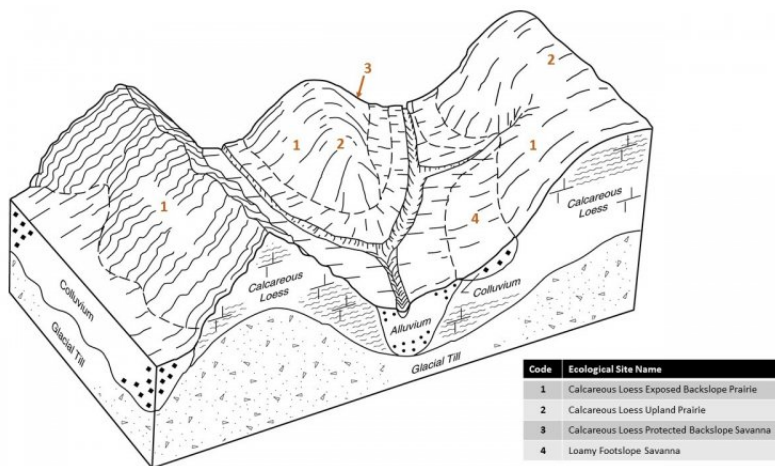 3
2
1
2
1
1
4
Calcareous
Loess
Calcareous
Loess
Colluvium
Colluvium
Alluvium
Glacial Till
Glacial Till
Code Ecological Site Name
1 Calcareous Loess Exposed Backslope Prairie
2 Calcareous Loess Upland Prairie
3 Calcareous Loess Protected Backslope Savanna
4 Loamy Footslope Savanna